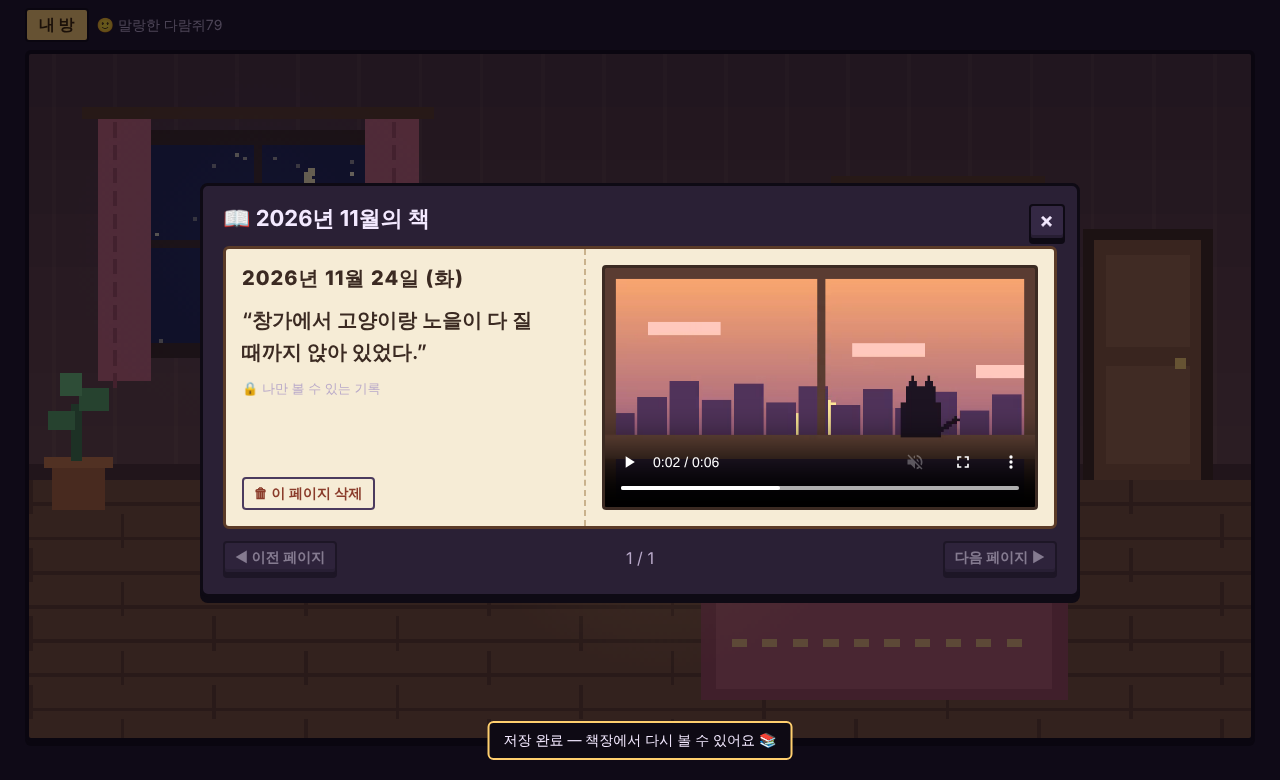 내 방
🙂 말랑한 다람쥐79
📖 2026년 11월의 책
×
2026년 11월 24일 (화)
“창가에서 고양이랑 노을이 다 질
때까지 앉아 있었다.”
🔒 나만 볼 수 있는 기록
0:02 / 0:06
🗑 이 페이지 삭제
◀ 이전 페이지
1 / 1
다음 페이지 ▶
저장 완료 — 책장에서 다시 볼 수 있어요 📚